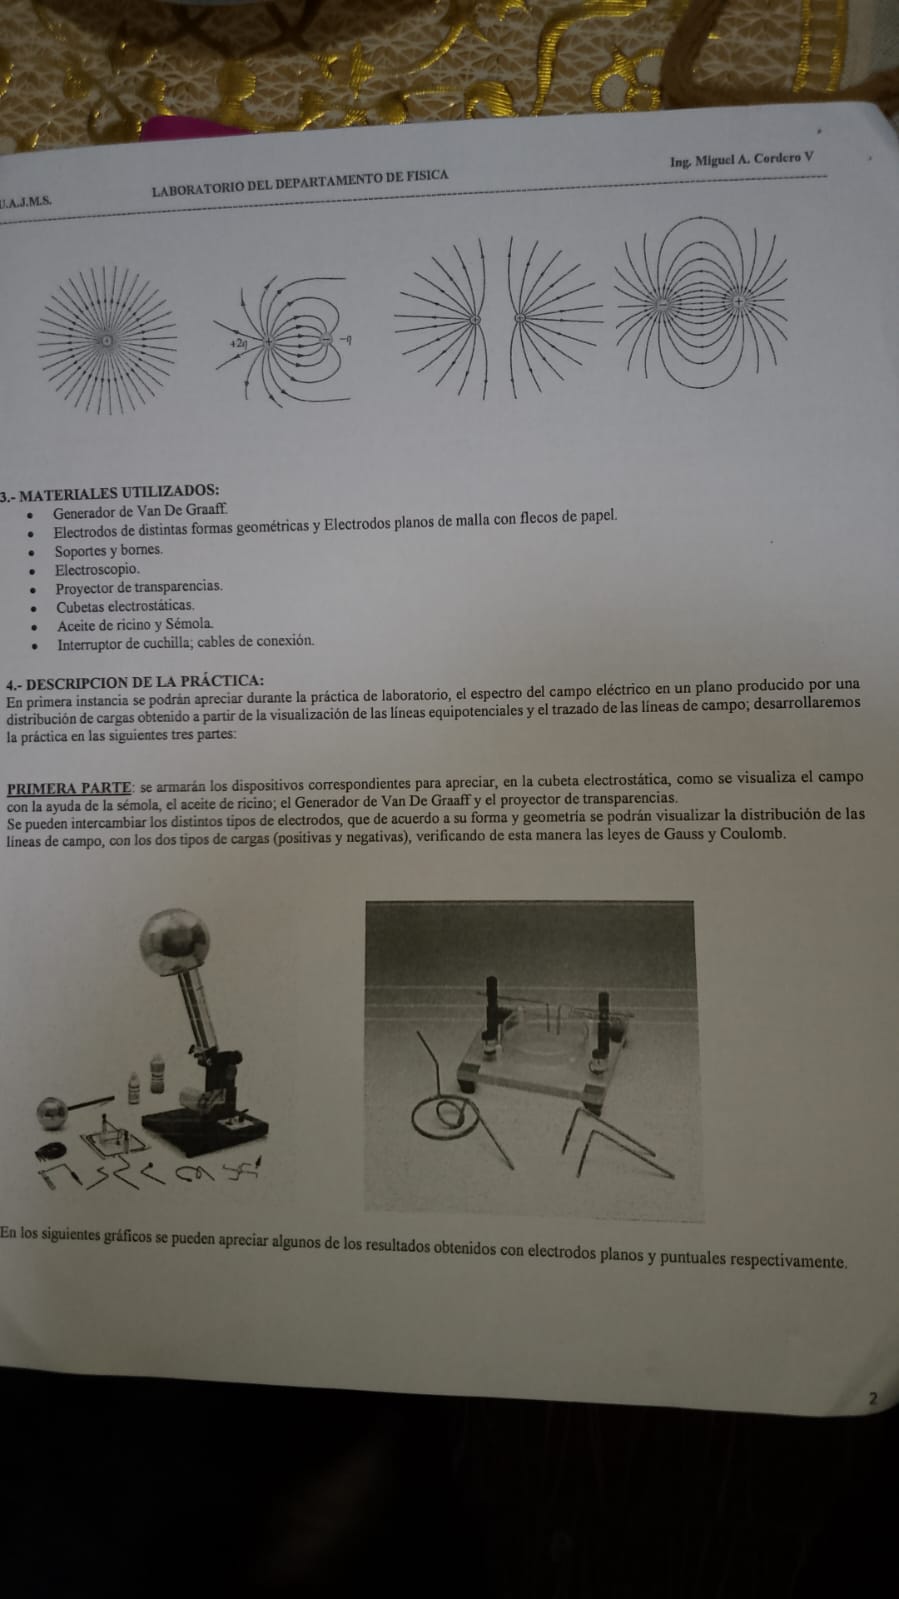 U.A.J.M.S.
LABORATORIO DEL DEPARTAMENTO DE FISICA
Ing. Miguel A. Cordero V
+2q
+
−
−q
+
+
−
+
3.- MATERIALES UTILIZADOS:
• Generador de Van De Graaff.
• Electrodos de distintas formas geométricas y Electrodos planos de malla con flecos de papel.
• Soportes y bornes.
• Electroscopio.
• Proyector de transparencias.
• Cubetas electrostáticas.
• Aceite de ricino y Sémola.
• Interruptor de cuchilla; cables de conexión.
4.- DESCRIPCION DE LA PRÁCTICA:
En primera instancia se podrán apreciar durante la práctica de laboratorio, el espectro del campo eléctrico en un plano producido por una
distribución de cargas obtenido a partir de la visualización de las líneas equipotenciales y el trazado de las líneas de campo; desarrollaremos
la práctica en las siguientes tres partes:
PRIMERA PARTE: se armarán los dispositivos correspondientes para apreciar, en la cubeta electrostática, como se visualiza el campo
con la ayuda de la sémola, el aceite de ricino; el Generador de Van De Graaff y el proyector de transparencias.
Se pueden intercambiar los distintos tipos de electrodos, que de acuerdo a su forma y geometría se podrán visualizar la distribución de las
líneas de campo, con los dos tipos de cargas (positivas y negativas), verificando de esta manera las leyes de Gauss y Coulomb.
En los siguientes gráficos se pueden apreciar algunos de los resultados obtenidos con electrodos planos y puntuales respectivamente.
2